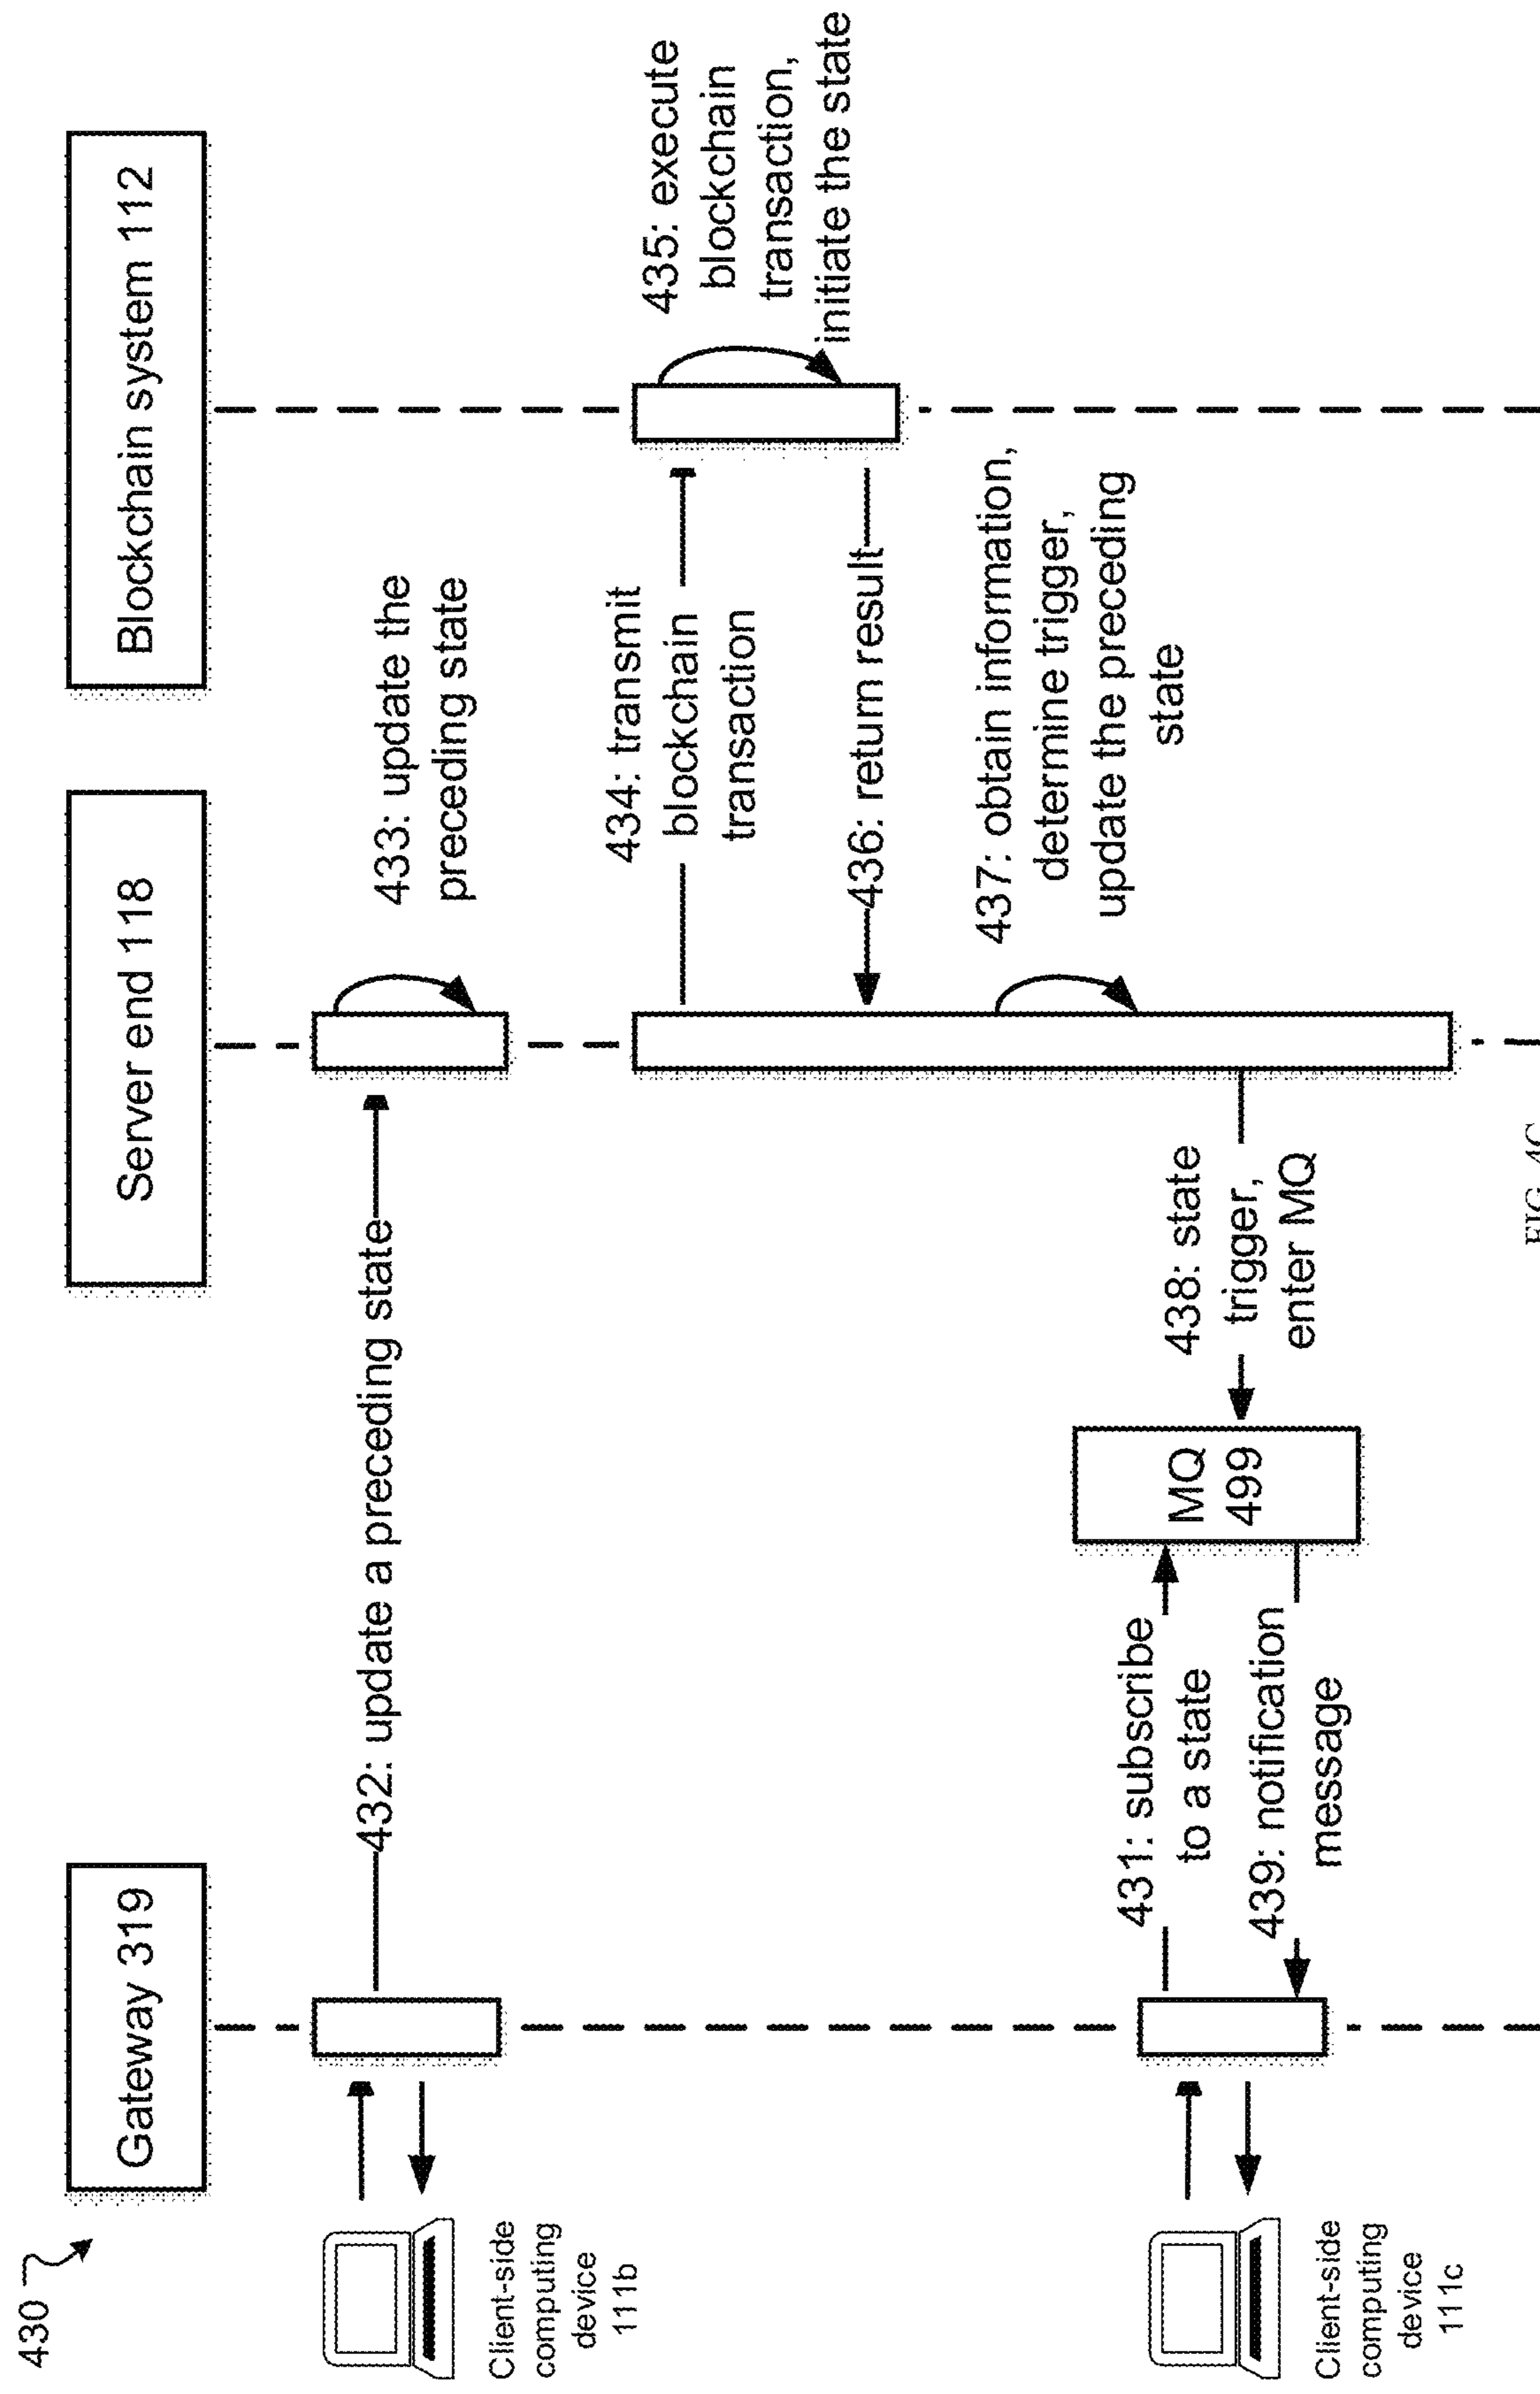 430
Gateway 319
Server end 118
Blockchain system 112
Client-side
computing
device
111b
432: update a preceding state
433: update the
preceding state
434: transmit
blockchain
transaction
435: execute
blockchain
transaction,
initiate the state
436: return result
437: obtain information,
determine trigger,
update the preceding
state
Client-side
computing
device
111c
431: subscribe
to a state
439: notification
message
MQ
499
438: state
trigger,
enter MQ
FIG. 4C